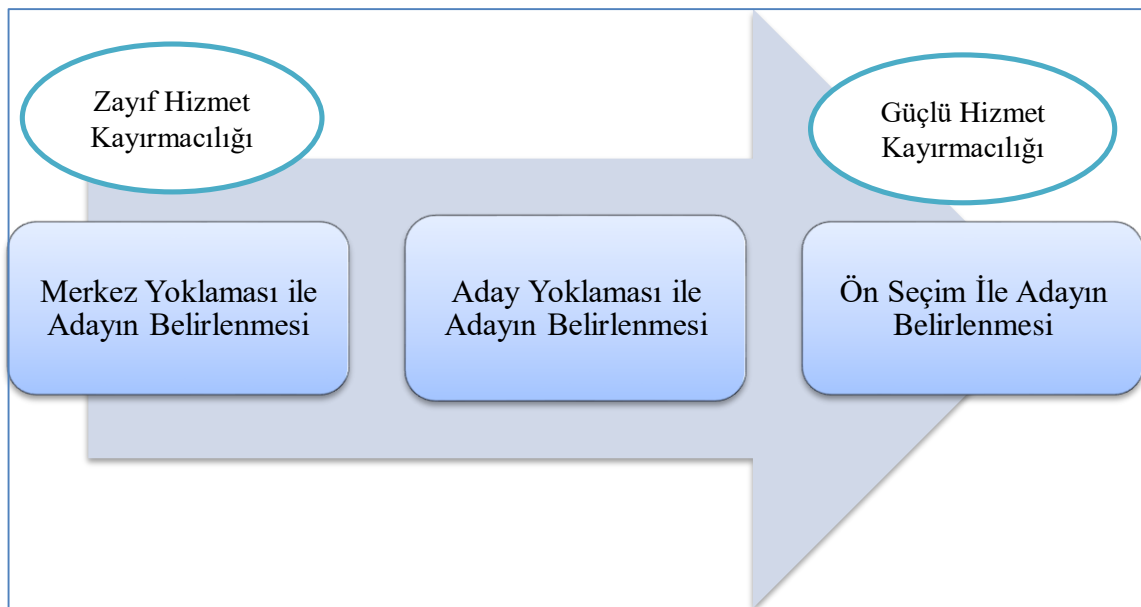 Zayıf Hizmet
Kayırmacılığı
Güçlü Hizmet
Kayırmacılığı
Merkez Yoklaması ile
Adayın Belirlenmesi
Aday Yoklaması ile
Adayın Belirlenmesi
Ön Seçim İle Adayın
Belirlenmesi